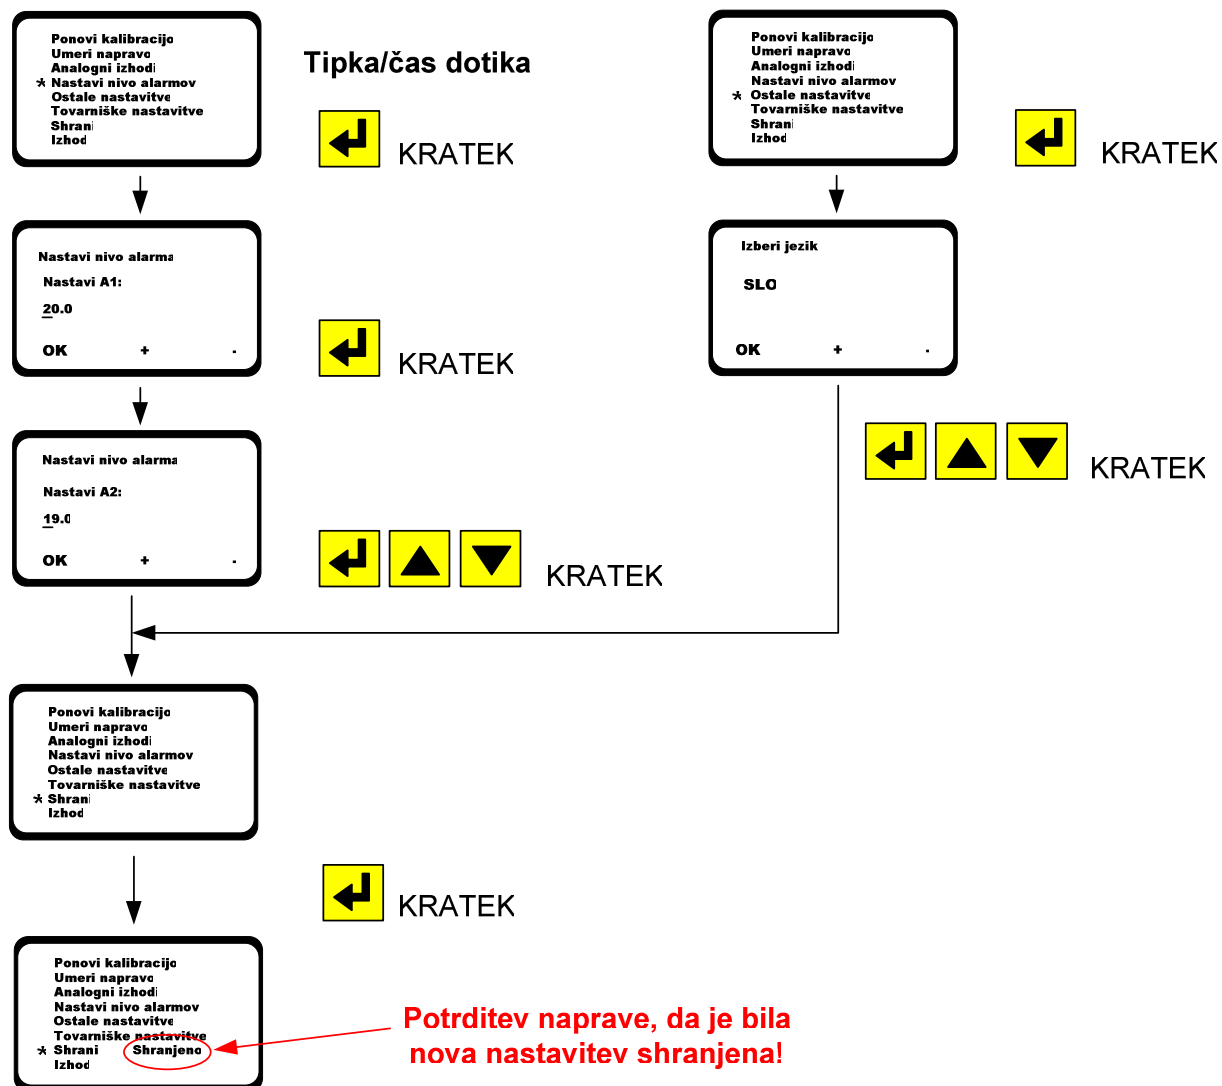 Ponovi kalibracijo
Umeri napravo
Analogni izhodi
* Nastavi nivo alarmov
Ostale nastavitve
Tovarniške nastavitve
Shrani
Izhod
Tipka/čas dotika
KRATEK
Nastavi nivo alarma
Nastavi A1:
20.0
OK + -
KRATEK
Nastavi nivo alarma
Nastavi A2:
19.0
OK + -
KRATEK
Ponovi kalibracijo
Umeri napravo
Analogni izhodi
Nastavi nivo alarmov
* Ostale nastavitve
Tovarniške nastavitve
Shrani
Izhod
KRATEK
Izberi jezik
SLO
OK + -
KRATEK
Ponovi kalibracijo
Umeri napravo
Analogni izhodi
Nastavi nivo alarmov
Ostale nastavitve
Tovarniške nastavitve
* Shrani
Izhod
KRATEK
Ponovi kalibracijo
Umeri napravo
Analogni izhodi
Nastavi nivo alarmov
Ostale nastavitve
Tovarniške nastavitve
* Shrani Shranjeno
Izhod
Potrditev naprave, da je bila
nova nastavitev shranjena!